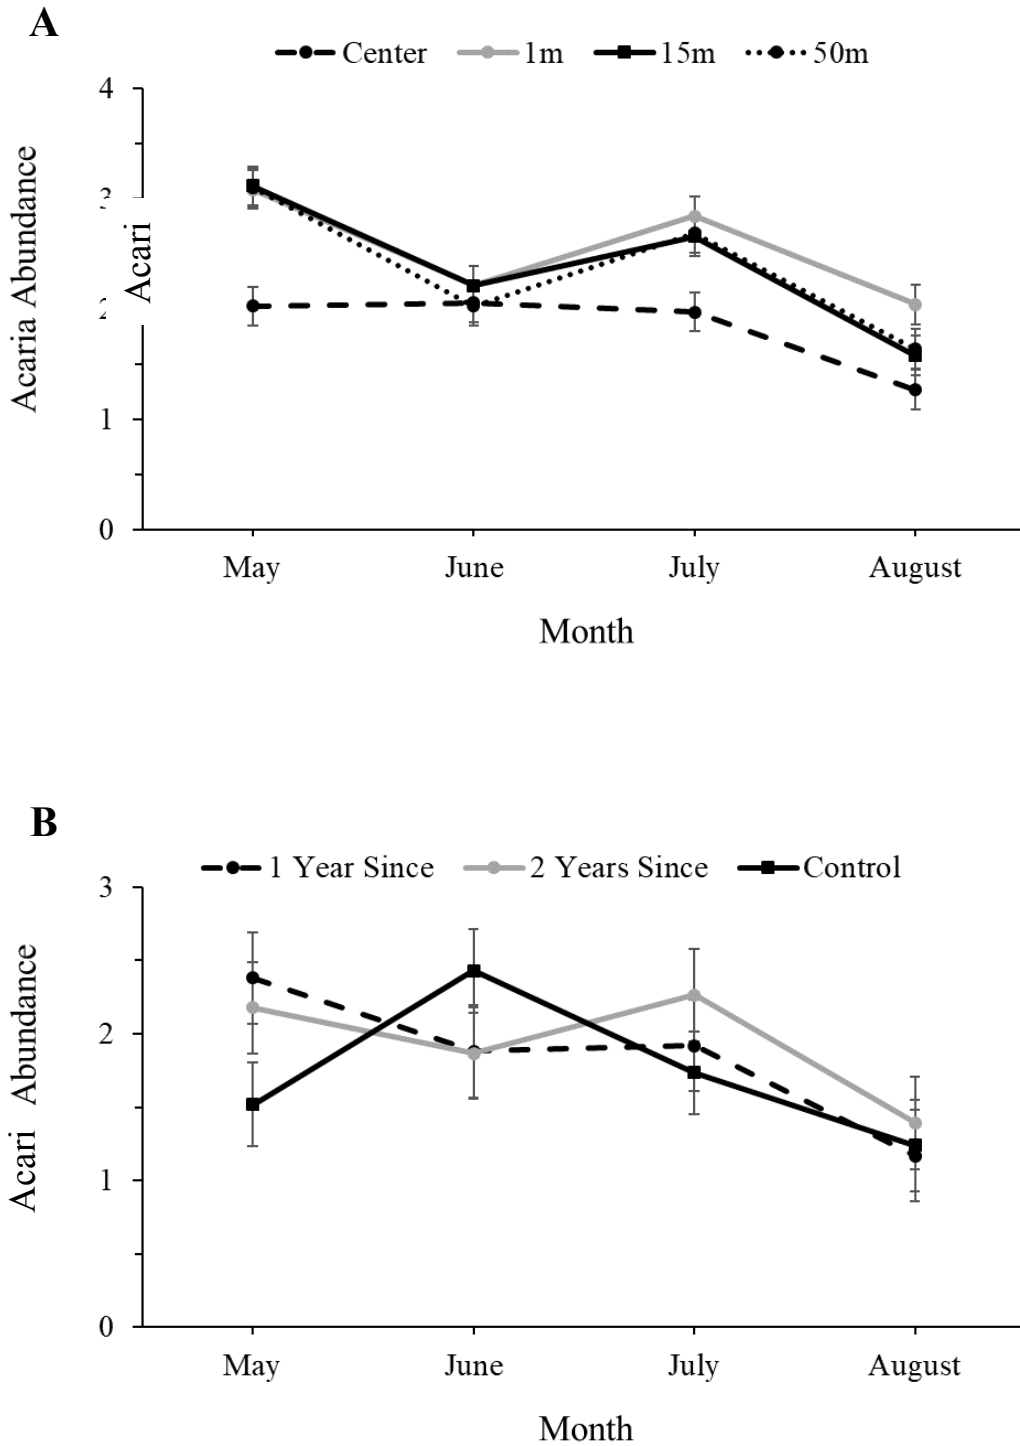 A
Center 1m 15m 50m
4
3
2
1
0
Acaria Abundance
Acari
May June July August
Month
B
1 Year Since 2 Years Since Control
3
2
1
0
Acari Abundance
May June July August
Month